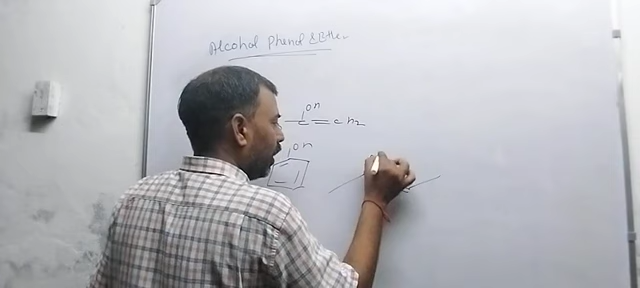 Alcohol Phenol & Ether
OH
— C = CH2
OH